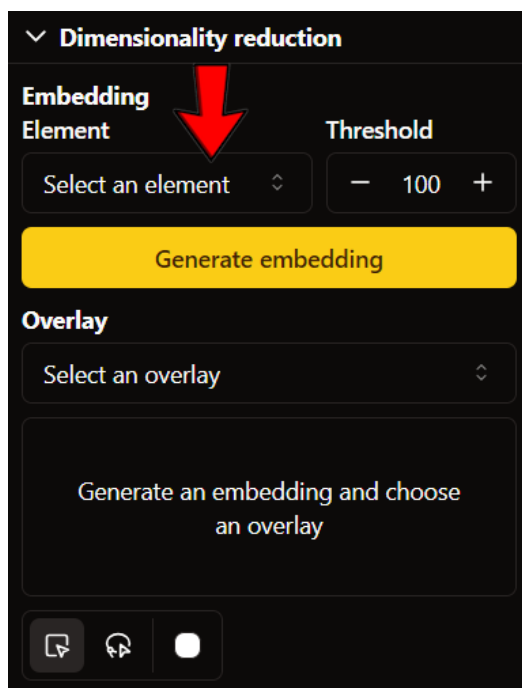 Dimensionality reduction
Embedding
Element Threshold
Select an element − 100 +
Generate embedding
Overlay
Select an overlay
Generate an embedding and choose
an overlay